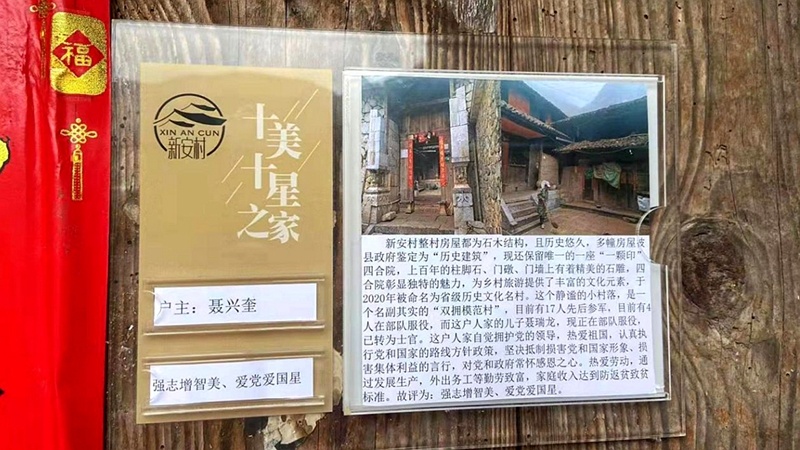 福
XIN AN CUN
新安村
十美
十星
之家
户主：聂兴奎
强志增智美、爱党爱国星
新安村整村房屋都为石木结构，且历史悠久，多幢房屋被
县政府鉴定为“历史建筑”，现还保留唯一的一座“一颗印”
四合院，上百年的柱脚石、门礅、门墙上有着精美的石雕，四
合院彰显独特的魅力，为乡村旅游提供了丰富的文化元素，于
2020年被命名为省级历史文化名村。这个静谧的小村落，是一
个名副其实的“双拥模范村”，目前有17人先后参军，目前有4
人在部队服役，而这户人家的儿子聂瑞龙，现正在部队服役，
已转为士官。这户人家自觉拥护党的领导，热爱祖国，认真执
行党和国家的路线方针政策，坚决抵制损害党和国家形象、损
害集体利益的言行，对党和政府常怀感恩之心。热爱劳动，通
过发展生产，外出务工等勤劳致富，家庭收入达到防返贫致贫
标准。故评为：强志增智美、爱党爱国星。